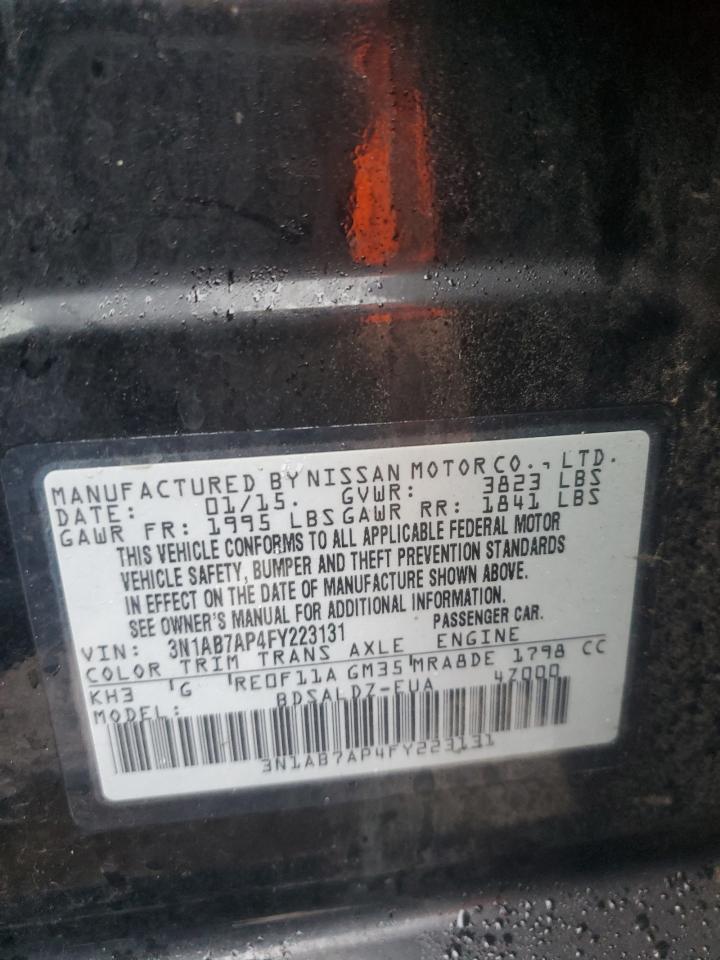 MANUFACTURED BY NISSAN MOTOR CO., LTD.
DATE: 01/15. GVWR: 3823 LBS
GAWR FR: 1995 LBS GAWR RR: 1841 LBS
THIS VEHICLE CONFORMS TO ALL APPLICABLE FEDERAL MOTOR
VEHICLE SAFETY, BUMPER AND THEFT PREVENTION STANDARDS
IN EFFECT ON THE DATE OF MANUFACTURE SHOWN ABOVE.
SEE OWNER'S MANUAL FOR ADDITIONAL INFORMATION.
VIN: 3N1AB7AP4FY223131 PASSENGER CAR.
COLOR TRIM TRANS AXLE ENGINE
KH3 G RE0F11A GM35 MRA8DE 1798 CC
MODEL: BDSALDZ-EUA 4Z000
3N1AB7AP4FY223131